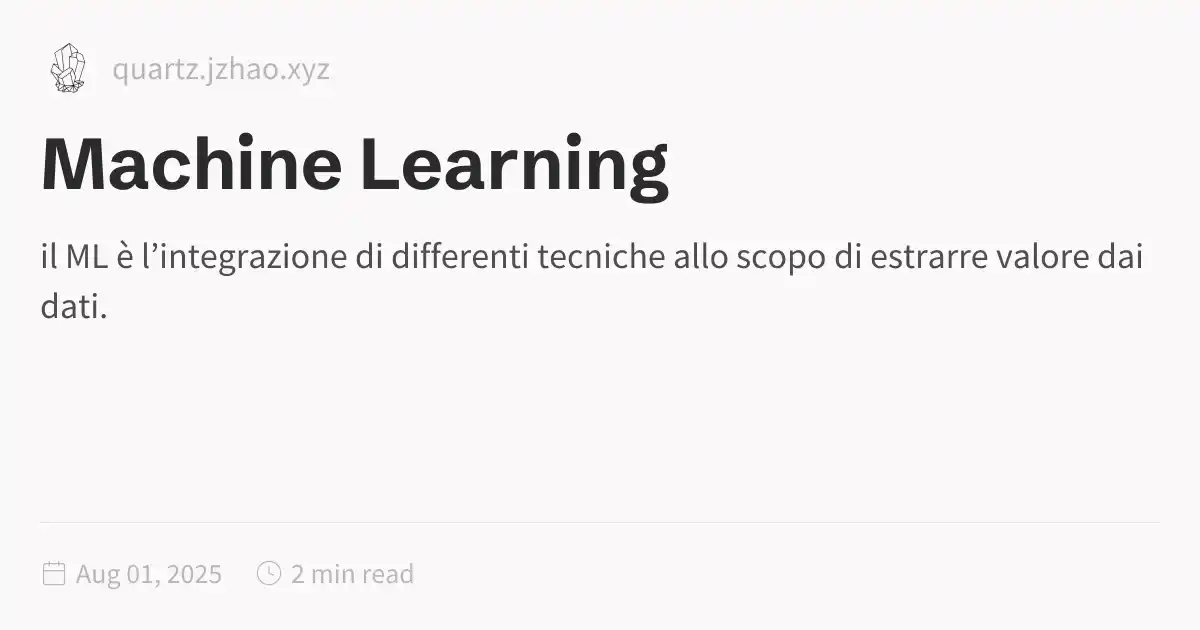 quartz.jzhao.xyz
Machine Learning
il ML è l’integrazione di differenti tecniche allo scopo di estrarre valore dai
dati.
Aug 01, 2025 2 min read